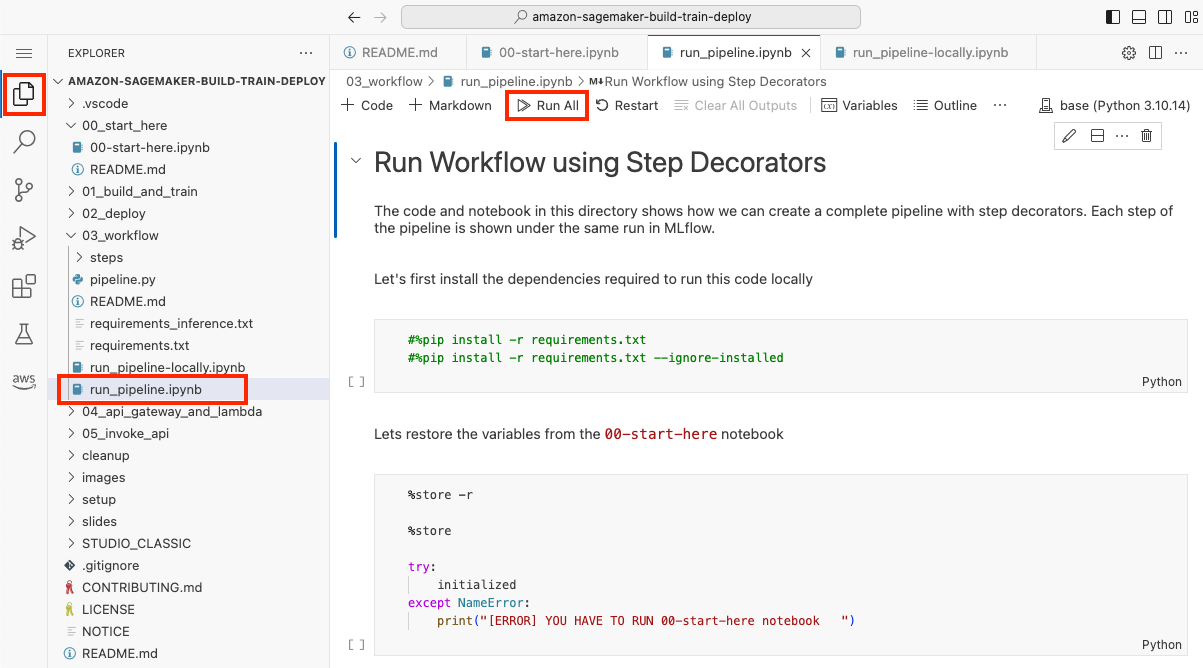 amazon-sagemaker-build-train-deploy
EXPLORER
AMAZON-SAGEMAKER-BUILD-TRAIN-DEPLOY
.vscode
00_start_here
00-start-here.ipynb
README.md
01_build_and_train
02_deploy
03_workflow
steps
pipeline.py
README.md
requirements_inference.txt
requirements.txt
run_pipeline-locally.ipynb
run_pipeline.ipynb
04_api_gateway_and_lambda
05_invoke_api
cleanup
images
setup
slides
STUDIO_CLASSIC
.gitignore
CONTRIBUTING.md
LICENSE
NOTICE
README.md
aws
README.md
00-start-here.ipynb
run_pipeline.ipynb
run_pipeline-locally.ipynb
03_workflow > run_pipeline.ipynb > M↓Run Workflow using Step Decorators
+ Code + Markdown Run All Restart Clear All Outputs Variables Outline ··· base (Python 3.10.14)
Run Workflow using Step Decorators
The code and notebook in this directory shows how we can create a complete pipeline with step decorators. Each step of
the pipeline is shown under the same run in MLflow.
Let's first install the dependencies required to run this code locally
#%pip install -r requirements.txt
#%pip install -r requirements.txt --ignore-installed
[ ]
Python
Lets restore the variables from the 00-start-here notebook
%store -r
%store
try:
initialized
except NameError:
print("[ERROR] YOU HAVE TO RUN 00-start-here notebook   ")
[ ]
Python